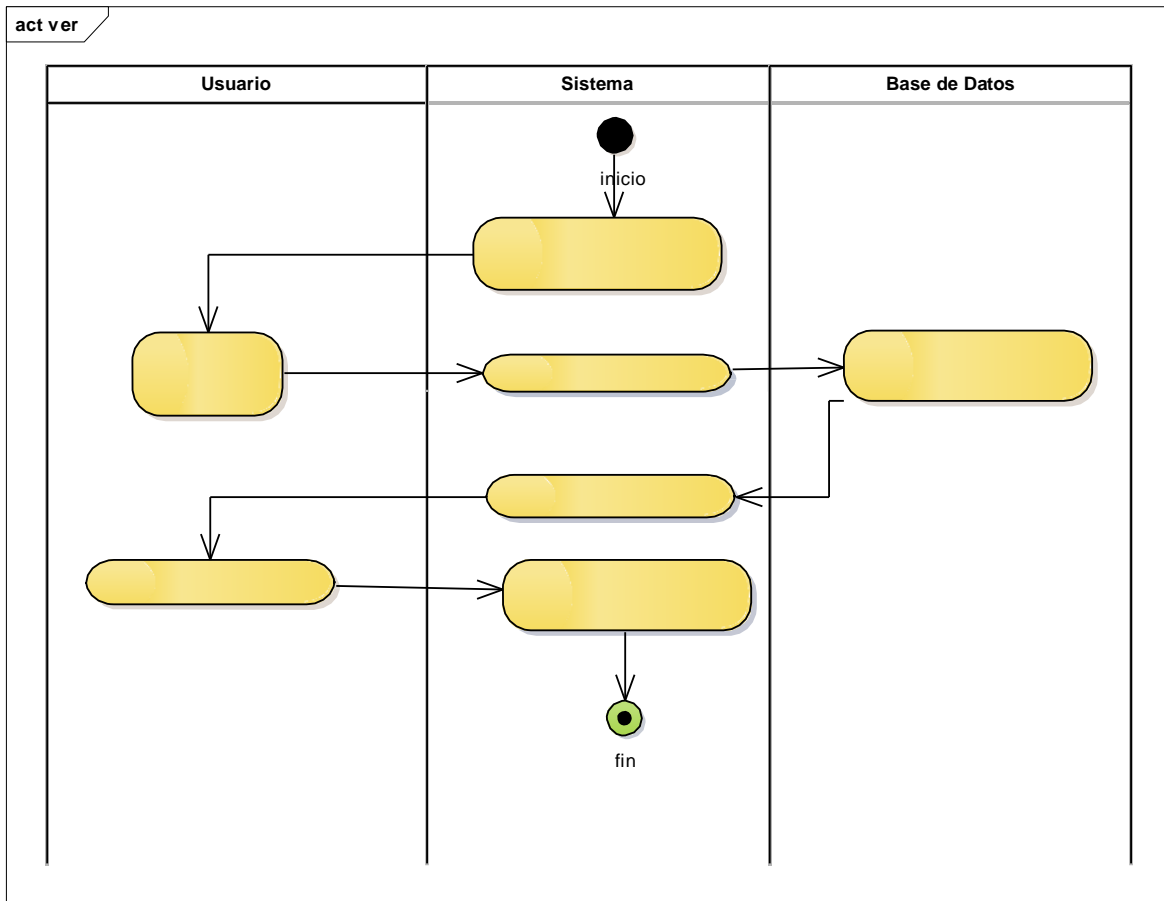 act ver
Usuario
Sistema
Base de Datos
inicio
fin